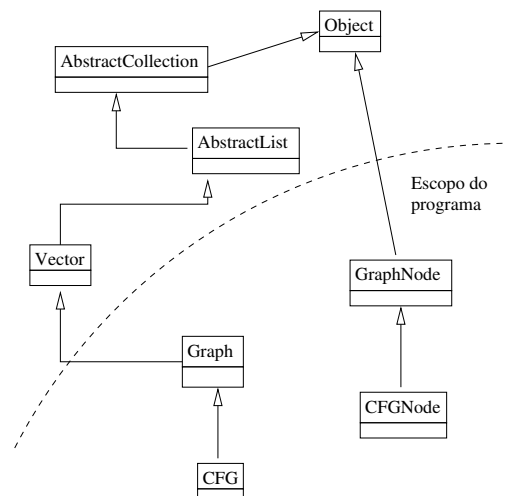 Object
AbstractCollection
AbstractList
Escopo do
programa
Vector
GraphNode
Graph
CFGNode
CFG